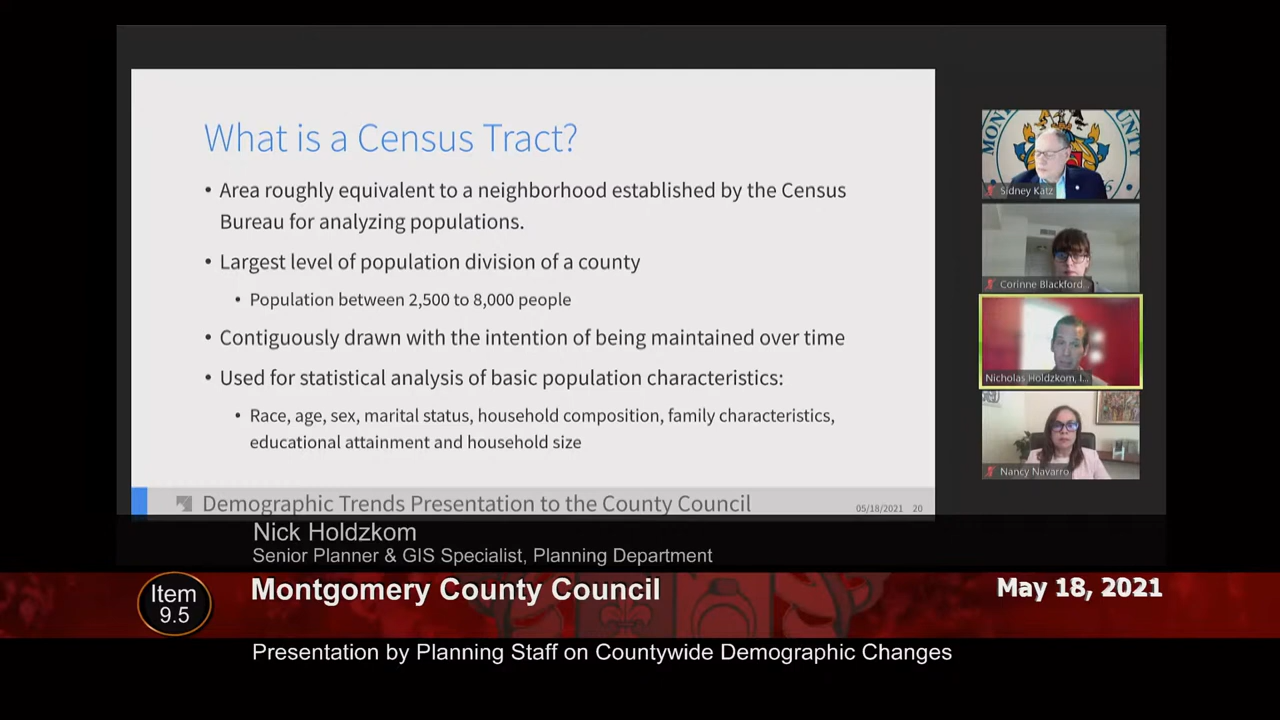 What is a Census Tract?
• Area roughly equivalent to a neighborhood established by the Census
Bureau for analyzing populations.
• Largest level of population division of a county
• Population between 2,500 to 8,000 people
• Contiguously drawn with the intention of being maintained over time
• Used for statistical analysis of basic population characteristics:
• Race, age, sex, marital status, household composition, family characteristics,
educational attainment and household size
Demographic Trends Presentation to the County Council
05/18/2021 20
Sidney Katz
Corinne Blackford...
Nicholas Holdzkom, I...
Nancy Navarro
Nick Holdzkom
Senior Planner & GIS Specialist, Planning Department
Item
9.5
Montgomery County Council
May 18, 2021
Presentation by Planning Staff on Countywide Demographic Changes